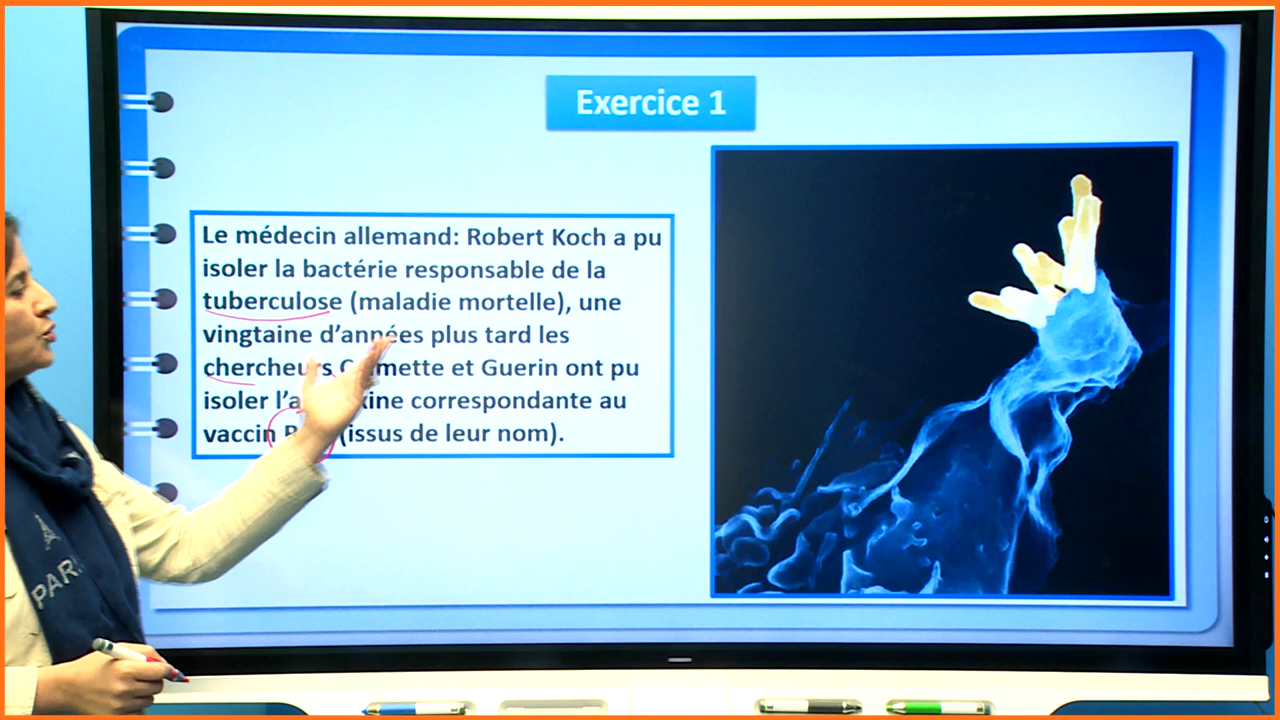 Exercice 1
Le médecin allemand: Robert Koch a pu
isoler la bactérie responsable de la
tuberculose (maladie mortelle), une
vingtaine d'années plus tard les
chercheurs et Guerin ont pu
isoler correspondante au
vaccin (issus de leur nom).